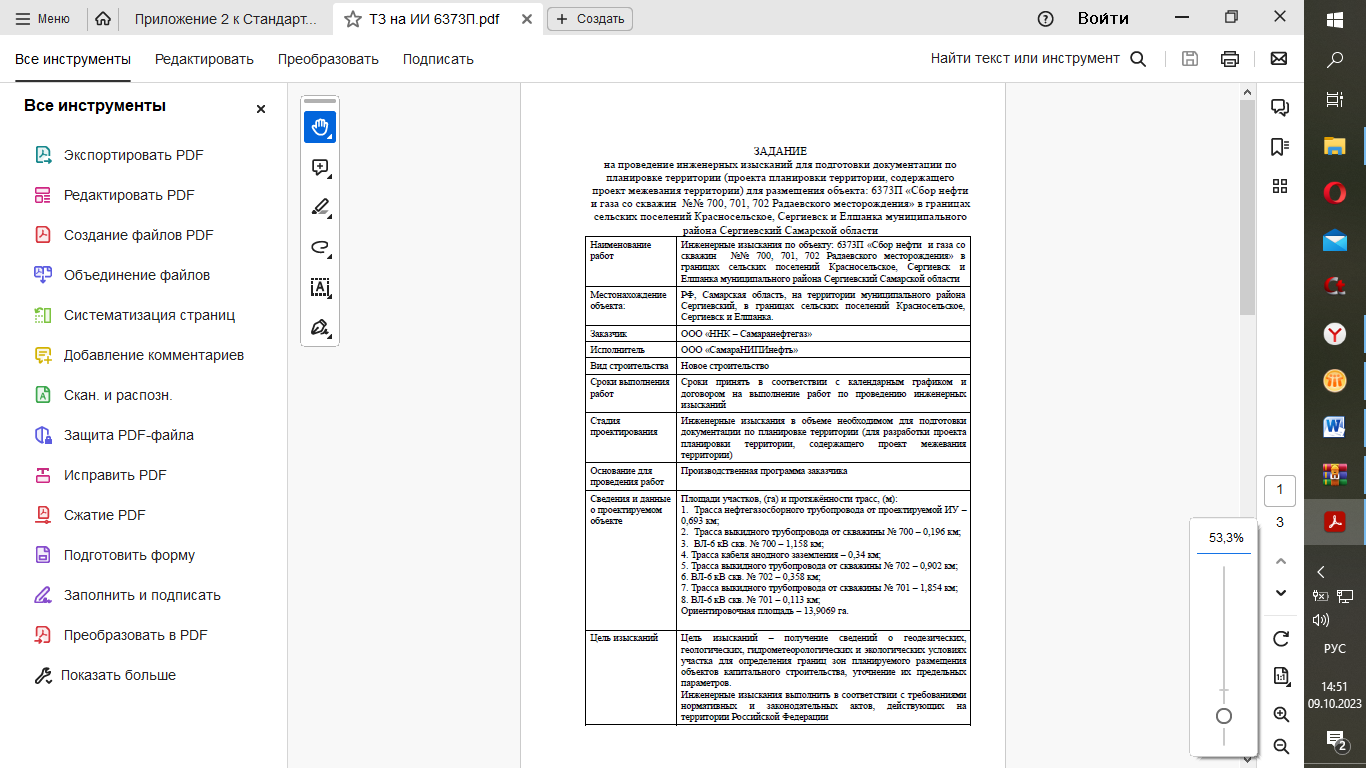 Меню
Приложение 2 к Стандарт...
ТЗ на ИИ 6373П.pdf
Создать
Войти
Все инструменты
Редактировать
Преобразовать
Подписать
Найти текст или инструмент
Все инструменты
Экспортировать PDF
Редактировать PDF
Создание файлов PDF
Объединение файлов
Систематизация страниц
Добавление комментариев
Скан. и распозн.
Защита PDF-файла
Исправить PDF
Сжатие PDF
Подготовить форму
Заполнить и подписать
Преобразовать в PDF
Показать больше
ЗАДАНИЕ
на проведение инженерных изысканий для подготовки документации по
планировке территории (проекта планировки территории, содержащего
проект межевания территории) для размещения объекта: 6373П «Сбор нефти
и газа со скважин №№ 700, 701, 702 Радаевского месторождения» в границах
сельских поселений Красносельское, Сергиевск и Елшанка муниципального
района Сергиевский Самарской области
Наименование
работ
Инженерные изыскания по объекту: 6373П «Сбор нефти и газа со
скважин №№ 700, 701, 702 Радаевского месторождения» в
границах сельских поселений Красносельское, Сергиевск и
Елшанка муниципального района Сергиевский Самарской области
Местонахождение
объекта:
РФ, Самарская область, на территории муниципального района
Сергиевский, в границах сельских поселений Красносельское,
Сергиевск и Елшанка.
Заказчик
ООО «ННК – Самаранефтегаз»
Исполнитель
ООО «СамараНИПИнефть»
Вид строительства
Новое строительство
Сроки выполнения
работ
Сроки принять в соответствии с календарным графиком и
договором на выполнение работ по проведению инженерных
изысканий
Стадия
проектирования
Инженерные изыскания в объеме необходимом для подготовки
документации по планировке территории (для разработки проекта
планировки территории, содержащего проект межевания
территории)
Основание для
проведения работ
Производственная программа заказчика
Сведения и данные
о проектируемом
объекте
Площади участков, (га) и протяжённости трасс, (м):
1. Трасса нефтегазосборного трубопровода от проектируемой ИУ –
0,693 км;
2. Трасса выкидного трубопровода от скважины № 700 – 0,196 км;
3. ВЛ-6 кВ скв. № 700 – 1,158 км;
4. Трасса кабеля анодного заземления – 0,34 км;
5. Трасса выкидного трубопровода от скважины № 702 – 0,902 км;
6. ВЛ-6 кВ скв. № 702 – 0,358 км;
7. Трасса выкидного трубопровода от скважины № 701 – 1,854 км;
8. ВЛ-6 кВ скв. № 701 – 0,113 км;
Ориентировочная площадь – 13,9069 га.
Цель изысканий
Цель изысканий – получение сведений о геодезических,
геологических, гидрометеорологических и экологических условиях
участка для определения границ зон планируемого размещения
объектов капитального строительства, уточнение их предельных
параметров.
Инженерные изыскания выполнить в соответствии с требованиями
нормативных и законодательных актов, действующих на
территории Российской Федерации
53,3%
1
3
1:1
РУС
14:51
09.10.2023
2